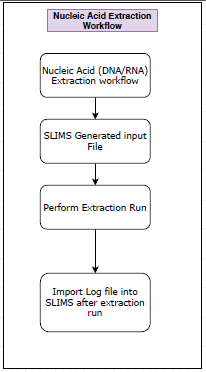 Nucleic Acid Extraction
Workflow
Nucleic Acid (DNA/RNA)
Extraction workflow
SLIMS Generated input
File
Perform Extraction Run
Import Log file into
SLIMS after extraction
run